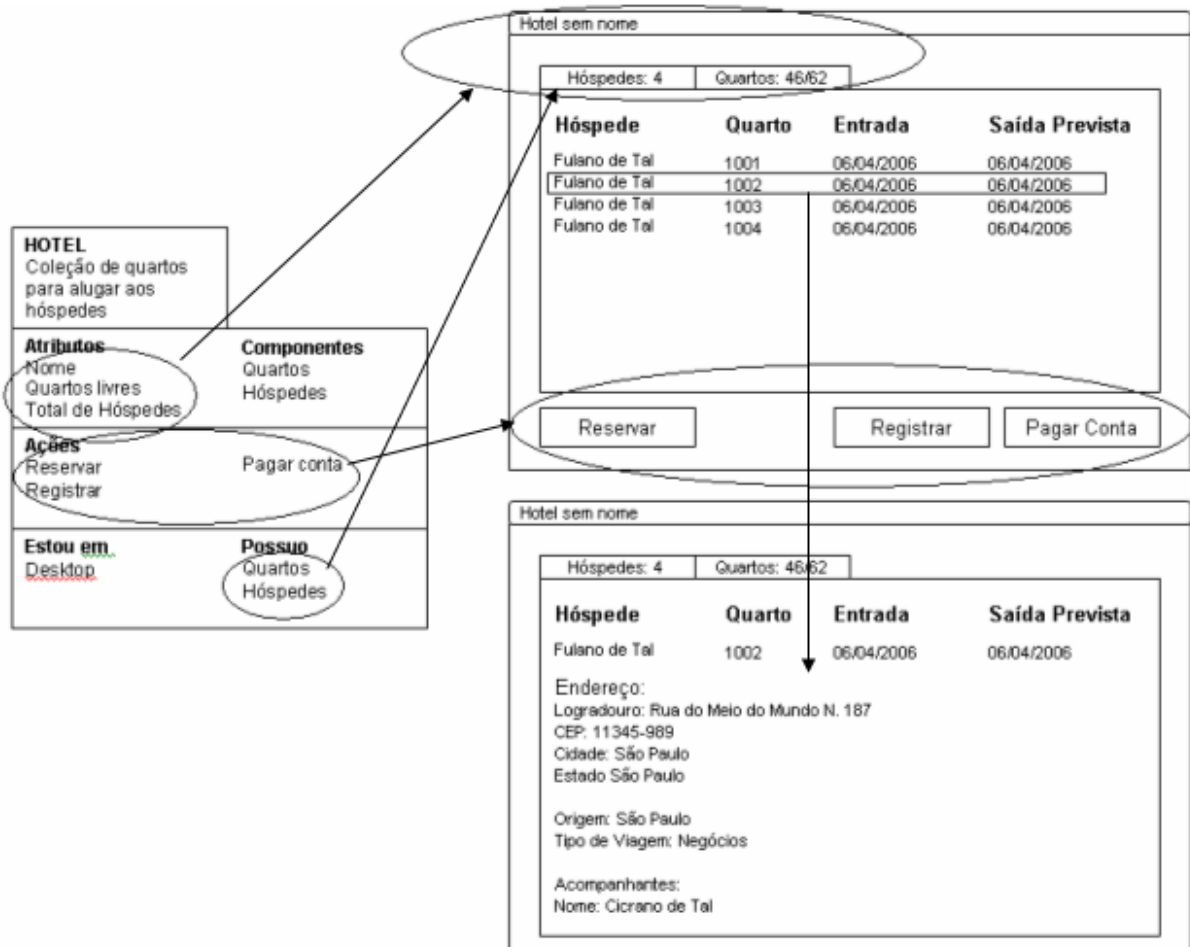 HOTEL
Coleção de quartos
para alugar aos
hóspedes
Atributos
Nome
Quartos livres
Total de Hóspedes
Componentes
Quartos
Hóspedes
Ações
Reservar
Registrar
Pagar conta
Estou em
Desktop
Possuo
Quartos
Hóspedes
Hotel sem nome
Hóspedes: 4 Quartos: 46/62
Hóspede Quarto Entrada Saída Prevista
Fulano de Tal 1001 06/04/2006 06/04/2006
Fulano de Tal 1002 06/04/2006 06/04/2006
Fulano de Tal 1003 06/04/2006 06/04/2006
Fulano de Tal 1004 06/04/2006 06/04/2006
Reservar Registrar Pagar Conta
Hotel sem nome
Hóspedes: 4 Quartos: 46/62
Hóspede Quarto Entrada Saída Prevista
Fulano de Tal 1002 06/04/2006 06/04/2006
Endereço:
Logradouro: Rua do Meio do Mundo N. 187
CEP: 11345-989
Cidade: São Paulo
Estado São Paulo
Origem: São Paulo
Tipo de Viagem: Negócios
Acompanhantes:
Nome: Cicrano de Tal